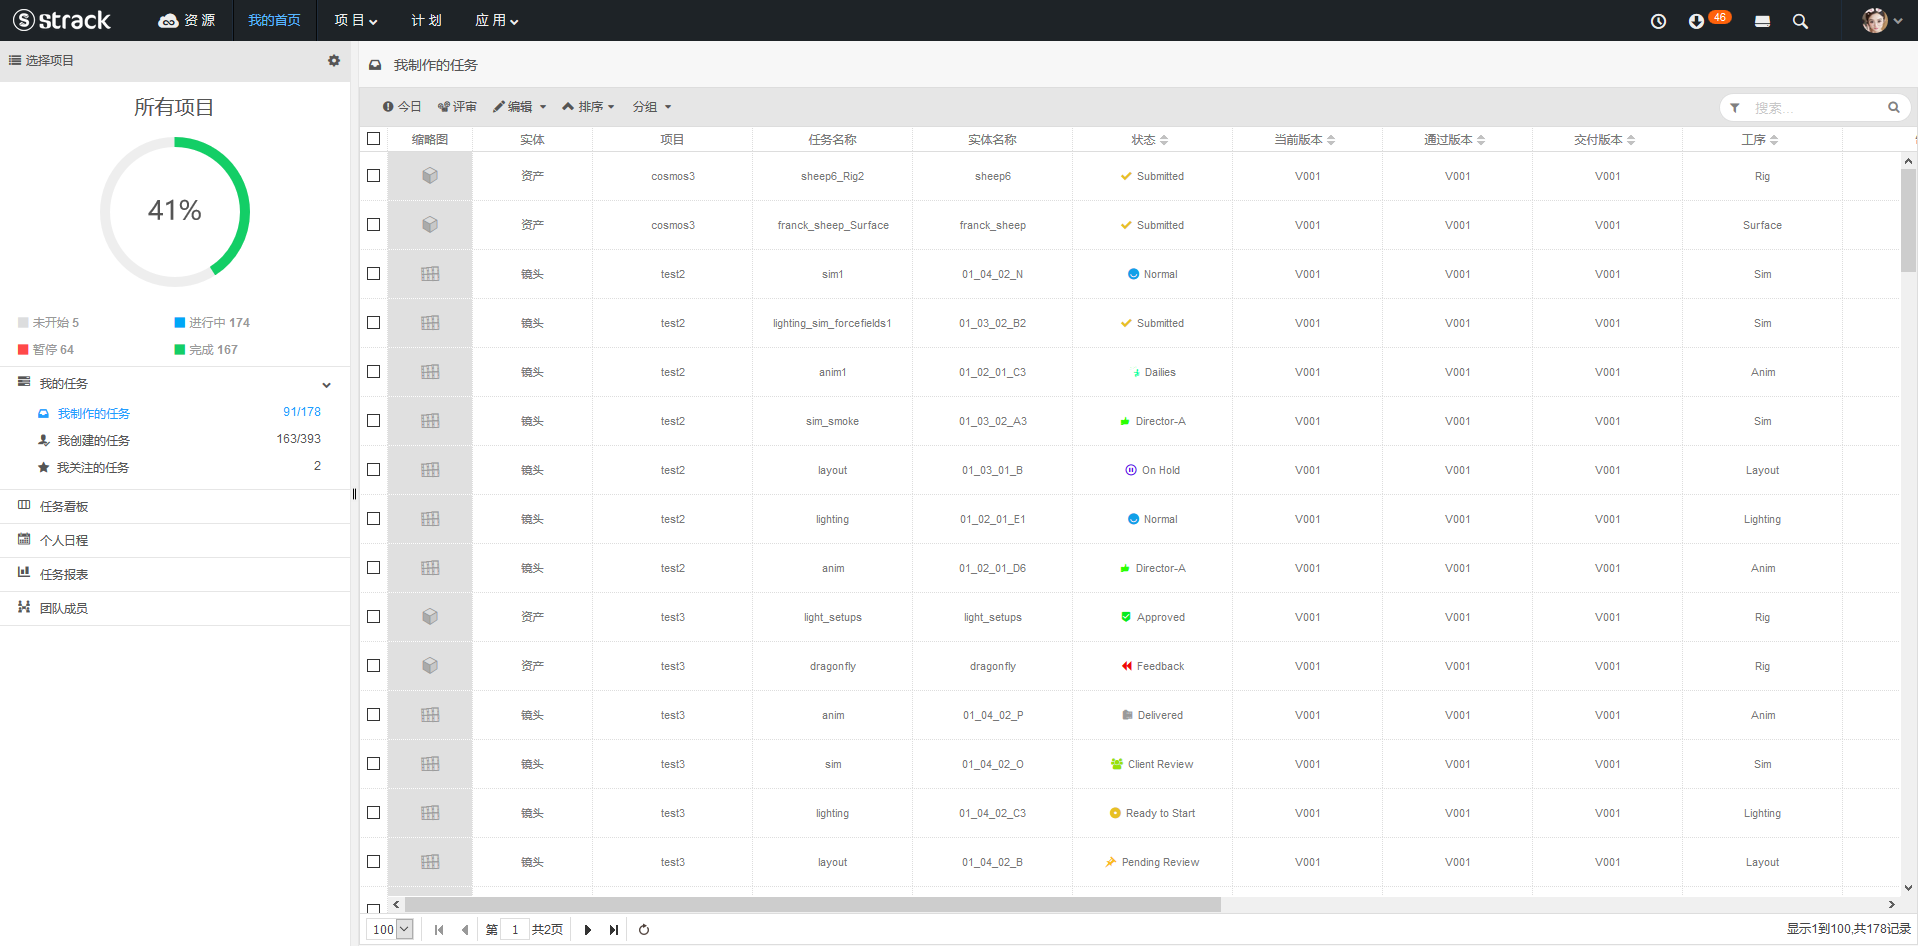 strack 资 源 我的首页 项 目 计 划 应 用 46
选择项目
所有项目
41%
未开始 5 进行中 174
暂停 64 完成 167
我的任务
我制作的任务 91/178
我创建的任务 163/393
我关注的任务 2
任务看板
个人日程
任务报表
团队成员
我制作的任务
今日 评审 编辑 排序 分组 搜索...
缩略图 实体 项目 任务名称 实体名称 状态 当前版本 通过版本 交付版本 工序
资产 cosmos3 sheep6_Rig2 sheep6 Submitted V001 V001 V001 Rig
资产 cosmos3 franck_sheep_Surface franck_sheep Submitted V001 V001 V001 Surface
镜头 test2 sim1 01_04_02_N Normal V001 V001 V001 Sim
镜头 test2 lighting_sim_forcefields1 01_03_02_B2 Submitted V001 V001 V001 Sim
镜头 test2 anim1 01_02_01_C3 Dailies V001 V001 V001 Anim
镜头 test2 sim_smoke 01_03_02_A3 Director-A V001 V001 V001 Sim
镜头 test2 layout 01_03_01_B On Hold V001 V001 V001 Layout
镜头 test2 lighting 01_02_01_E1 Normal V001 V001 V001 Lighting
镜头 test2 anim 01_02_01_D6 Director-A V001 V001 V001 Anim
资产 test3 light_setups light_setups Approved V001 V001 V001 Rig
资产 test3 dragonfly dragonfly Feedback V001 V001 V001 Rig
镜头 test3 anim 01_04_02_P Delivered V001 V001 V001 Anim
镜头 test3 sim 01_04_02_O Client Review V001 V001 V001 Sim
镜头 test3 lighting 01_04_02_C3 Ready to Start V001 V001 V001 Lighting
镜头 test3 layout 01_04_02_B Pending Review V001 V001 V001 Layout
100 第 1 共2页 显示1到100,共178记录